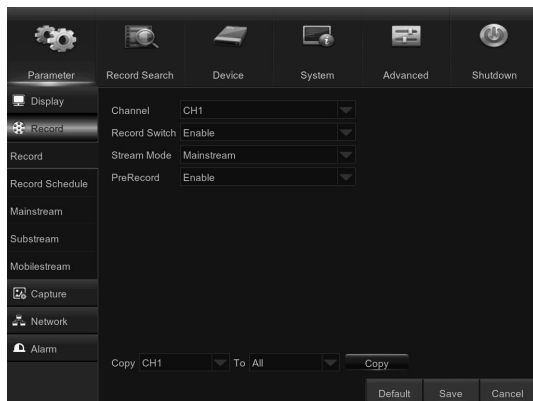 Parameter Record Search Device System Advanced Shutdown
Display
Record
Record
Record Schedule
Mainstream
Substream
Mobilestream
Capture
Network
Alarm
Channel CH1
Record Switch Enable
Stream Mode Mainstream
PreRecord Enable
Copy CH1 To All Copy
Default Save Cancel